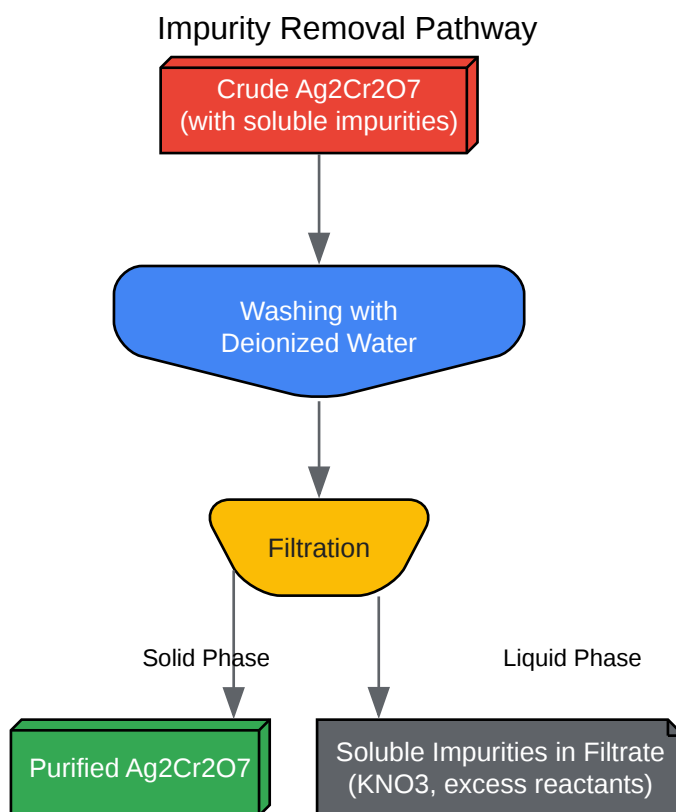 Impurity Removal Pathway
Crude Ag2Cr2O7
(with soluble impurities)
Washing with
Deionized Water
Filtration
Solid Phase
Liquid Phase
Purified Ag2Cr2O7
Soluble Impurities in Filtrate
(KNO3, excess reactants)